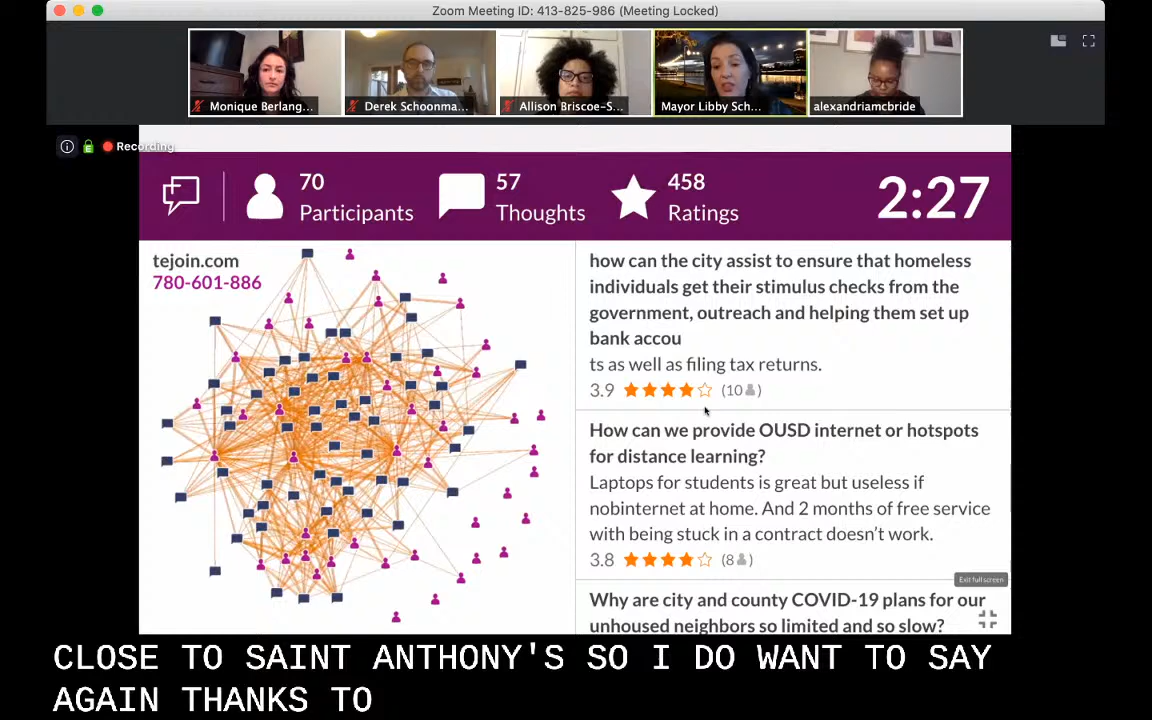 Zoom Meeting ID: 413-825-986 (Meeting Locked)
Monique Berlang...
Derek Schoonma...
Allison Briscoe-S...
Mayor Libby Sch...
alexandriamcbride
Recording
70
Participants
57
Thoughts
458
Ratings
2:27
tejoin.com
780-601-886
how can the city assist to ensure that homeless
individuals get their stimulus checks from the
government, outreach and helping them set up
bank accou
ts as well as filing tax returns.
3.9 (10)
How can we provide OUSD internet or hotspots
for distance learning?
Laptops for students is great but useless if
nobinternet at home. And 2 months of free service
with being stuck in a contract doesn't work.
3.8 (8)
Exit full screen
Why are city and county COVID-19 plans for our
unhoused neighbors so limited and so slow?
CLOSE TO SAINT ANTHONY'S SO I DO WANT TO SAY
AGAIN THANKS TO